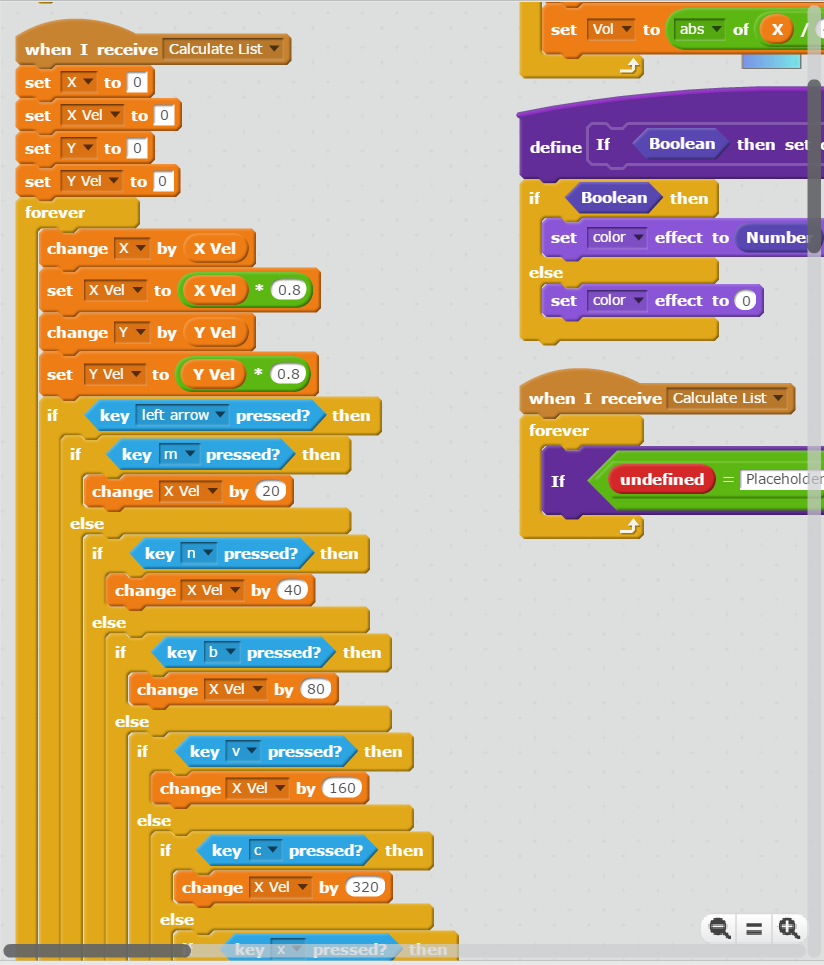 when I receive Calculate List
set X to 0
set X Vel to 0
set Y to 0
set Y Vel to 0
forever
change X by X Vel
set X Vel to X Vel * 0.8
change Y by Y Vel
set Y Vel to Y Vel * 0.8
if key left arrow pressed? then
if key m pressed? then
change X Vel by 20
else
if key n pressed? then
change X Vel by 40
else
if key b pressed? then
change X Vel by 80
else
if key v pressed? then
change X Vel by 160
else
if key c pressed? then
change X Vel by 320
else
if key x pressed? then
set Vol to abs of X /
define If Boolean then set
if Boolean then
set color effect to Number
else
set color effect to 0
when I receive Calculate List
forever
If undefined = Placeholder